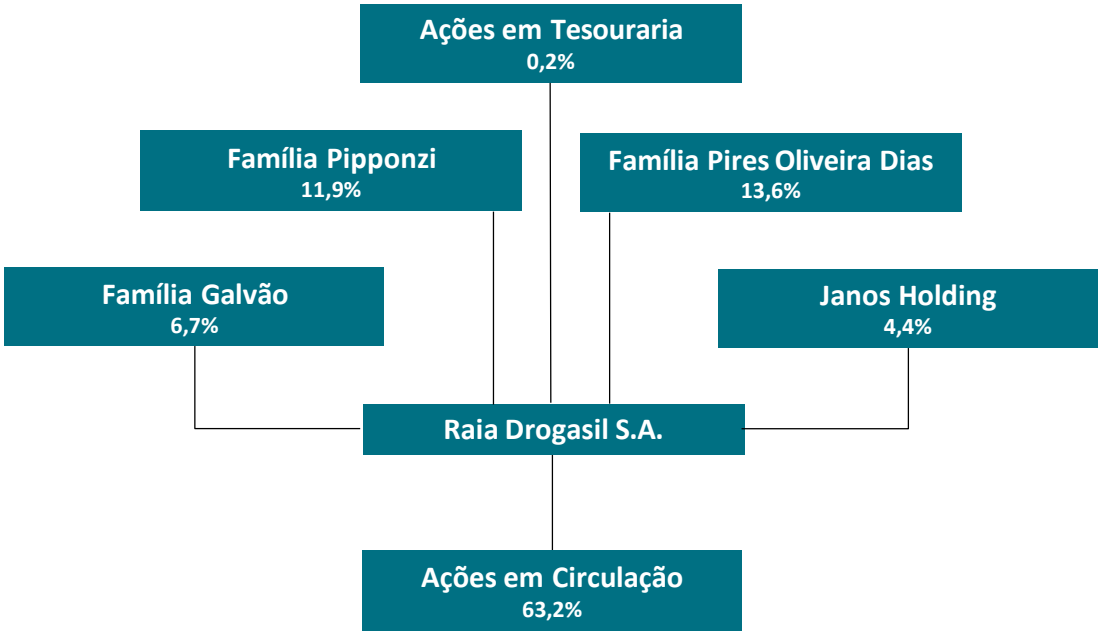 Ações em Tesouraria
0,2%
Família Pipponzi
11,9%
Família Pires Oliveira Dias
13,6%
Família Galvão
6,7%
Janos Holding
4,4%
Raia Drogasil S.A.
Ações em Circulação
63,2%